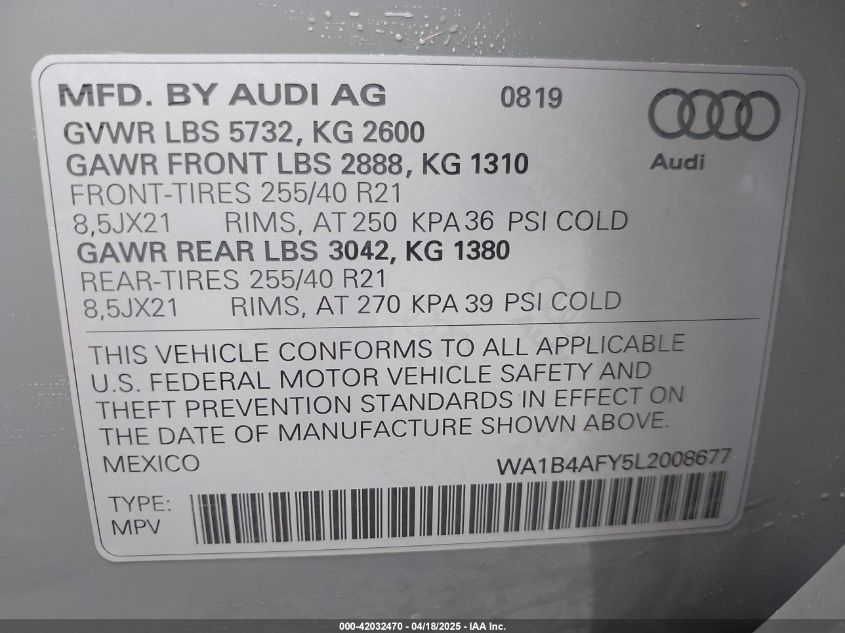 MFD. BY AUDI AG 0819
GVWR LBS 5732, KG 2600
GAWR FRONT LBS 2888, KG 1310
Audi
FRONT-TIRES 255/40 R21
8,5JX21 RIMS, AT 250 KPA 36 PSI COLD
GAWR REAR LBS 3042, KG 1380
REAR-TIRES 255/40 R21
8,5JX21 RIMS, AT 270 KPA 39 PSI COLD
THIS VEHICLE CONFORMS TO ALL APPLICABLE
U.S. FEDERAL MOTOR VEHICLE SAFETY AND
THEFT PREVENTION STANDARDS IN EFFECT ON
THE DATE OF MANUFACTURE SHOWN ABOVE.
MEXICO WA1B4AFY5L2008677
TYPE:
MPV
000-42032470 - 04/18/2025 - IAA Inc.